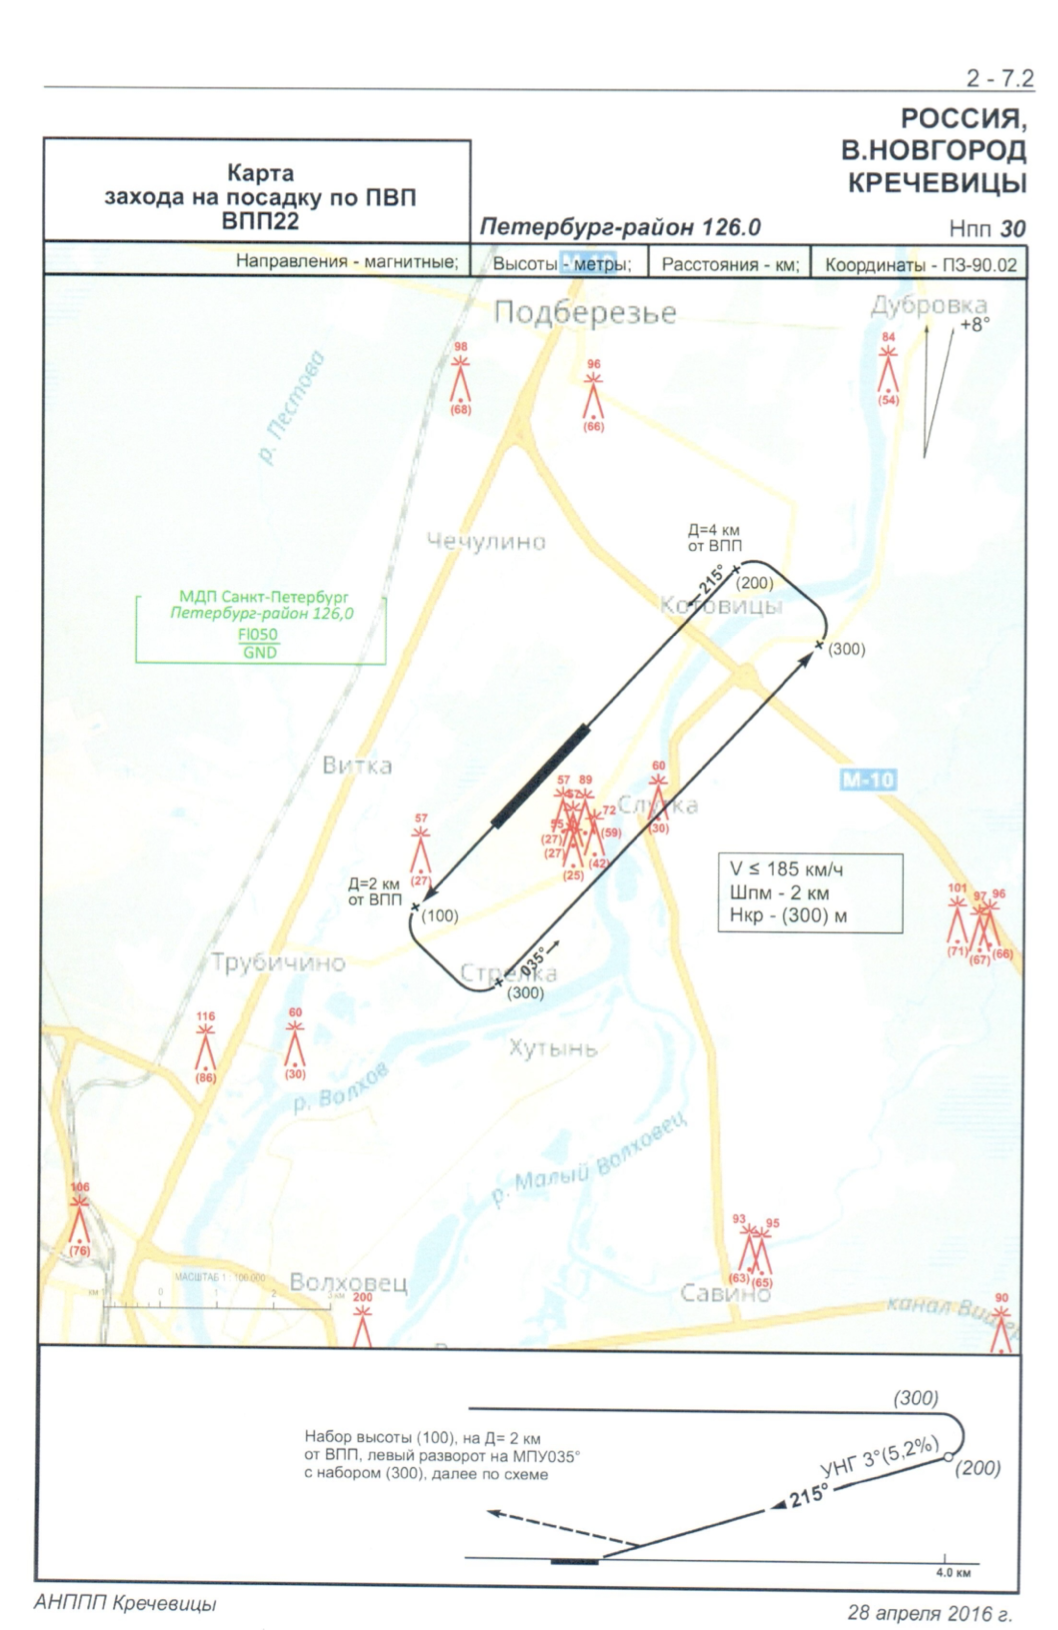 2 - 7.2
РОССИЯ,
В.НОВГОРОД
КРЕЧЕВИЦЫ
Карта
захода на посадку по ПВП
ВПП22
Петербург-район 126.0
Нпп 30
Направления - магнитные;
Высоты - метры;
Расстояния - км;
Координаты - ПЗ-90.02
Подберезье
Дубровка
+8°
84
(54)
98
(68)
96
(66)
р. Пестова
Чечулино
Д=4 км
от ВПП
215°
(200)
Котовицы
(300)
МДП Санкт-Петербург
Петербург-район 126,0
Fl050
GND
Витка
М-10
57
(27)
57
89
72
(59)
(27)
(27)
(42)
(25)
60
(30)
Слутка
Д=2 км
от ВПП
(100)
V ≤ 185 км/ч
Шпм - 2 км
Нкр - (300) м
101
97
96
(71)
(67)
(66)
Трубичино
Стрелка
035°
(300)
116
(86)
60
(30)
Хутынь
р. Волхов
р. Малый Волховец
106
(76)
93
95
(63)
(65)
МАСШТАБ 1 : 100 000
км
0
1
2
3 км
Волховец
200
Савино
90
(300)
Набор высоты (100), на Д= 2 км
от ВПП, левый разворот на МПУ035°
с набором (300), далее по схеме
УНГ 3°(5,2%)
(200)
215°
4.0 км
АНППП Кречевицы
28 апреля 2016 г.